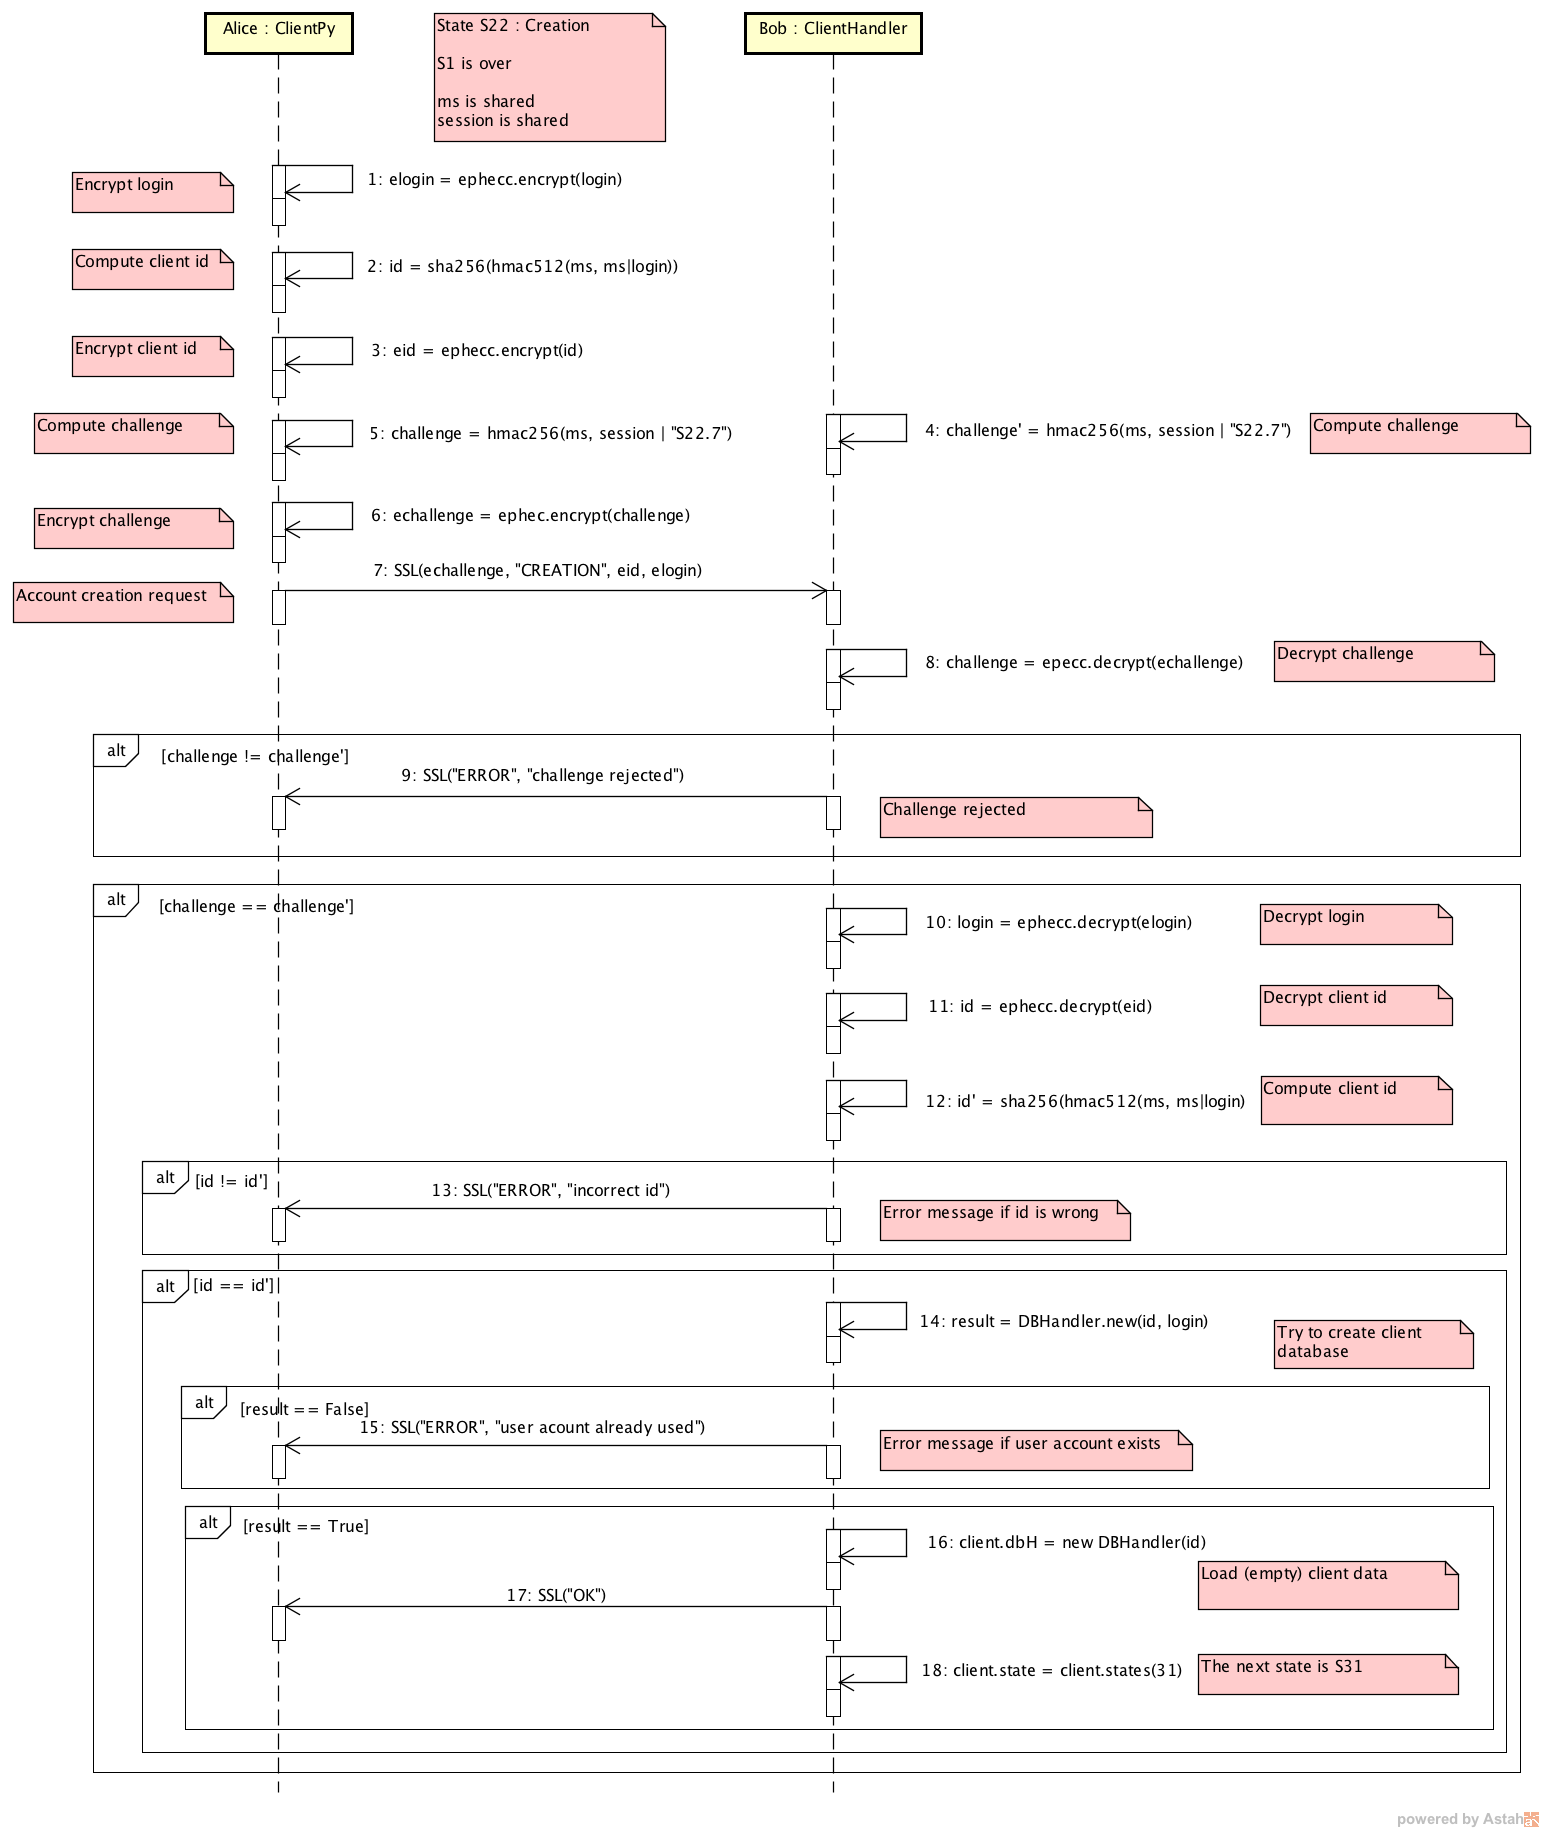 Alice : ClientPy
State S22 : Creation
S1 is over
ms is shared
session is shared
Bob : ClientHandler
Encrypt login
1: elogin = ephecc.encrypt(login)
Compute client id
2: id = sha256(hmac512(ms, ms|login))
Encrypt client id
3: eid = ephecc.encrypt(id)
Compute challenge
5: challenge = hmac256(ms, session | "S22.7")
4: challenge' = hmac256(ms, session | "S22.7")
Compute challenge
Encrypt challenge
6: echallenge = ephec.encrypt(challenge)
7: SSL(echallenge, "CREATION", eid, elogin)
Account creation request
8: challenge = epecc.decrypt(echallenge)
Decrypt challenge
alt
[challenge != challenge']
9: SSL("ERROR", "challenge rejected")
Challenge rejected
alt
[challenge == challenge']
10: login = ephecc.decrypt(elogin)
Decrypt login
11: id = ephecc.decrypt(eid)
Decrypt client id
12: id' = sha256(hmac512(ms, ms|login)
Compute client id
alt
[id != id']
13: SSL("ERROR", "incorrect id")
Error message if id is wrong
alt
[id == id']
14: result = DBHandler.new(id, login)
Try to create client
database
alt
[result == False]
15: SSL("ERROR", "user acount already used")
Error message if user account exists
alt
[result == True]
16: client.dbH = new DBHandler(id)
Load (empty) client data
17: SSL("OK")
18: client.state = client.states(31)
The next state is S31
powered by Astah